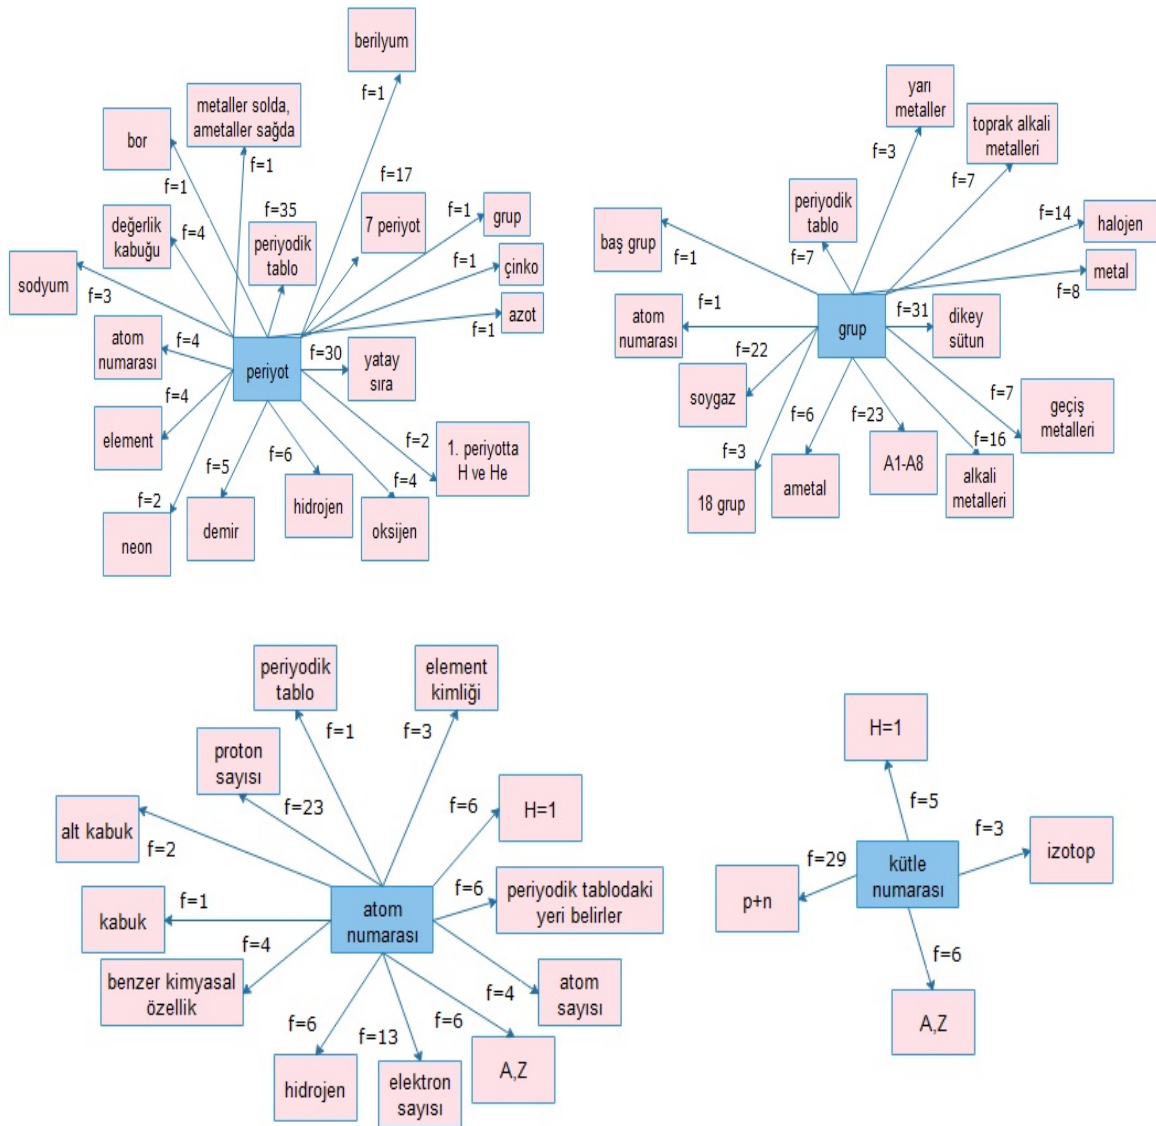 berilyum
f=1
metaller solda,
ametaller sağda
f=1
bor
f=1
f=17
f=35
7 periyot
f=1
grup
değerlik
kabuğu
f=4
periyodik
tablo
f=1
çinko
sodyum
f=3
azot
f=1
atom
numarası
f=4
periyot
f=30
yatay
sıra
element
f=4
f=2
1. periyotta
H ve He
f=5
f=6
f=4
f=2
neon
demir
hidrojen
oksijen
yarı
metaller
f=3
toprak alkali
metalleri
f=7
periyodik
tablo
f=7
f=14
halojen
baş grup
f=1
metal
f=8
atom
numarası
f=1
grup
f=31
dikey
sütun
f=22
soygaz
f=7
geçiş
metalleri
f=6
f=23
f=16
f=3
18 grup
ametal
A1-A8
alkali
metalleri
periyodik
tablo
f=1
element
kimliği
f=3
proton
sayısı
f=23
f=6
H=1
alt kabuk
f=2
f=6
periyodik tablodaki
yeri belirler
kabuk
f=1
atom
numarası
f=4
benzer kimyasal
özellik
f=4
atom
sayısı
f=6
f=13
f=6
hidrojen
elektron
sayısı
A,Z
H=1
f=5
f=3
izotop
f=29
kütle
numarası
p+n
f=6
A,Z